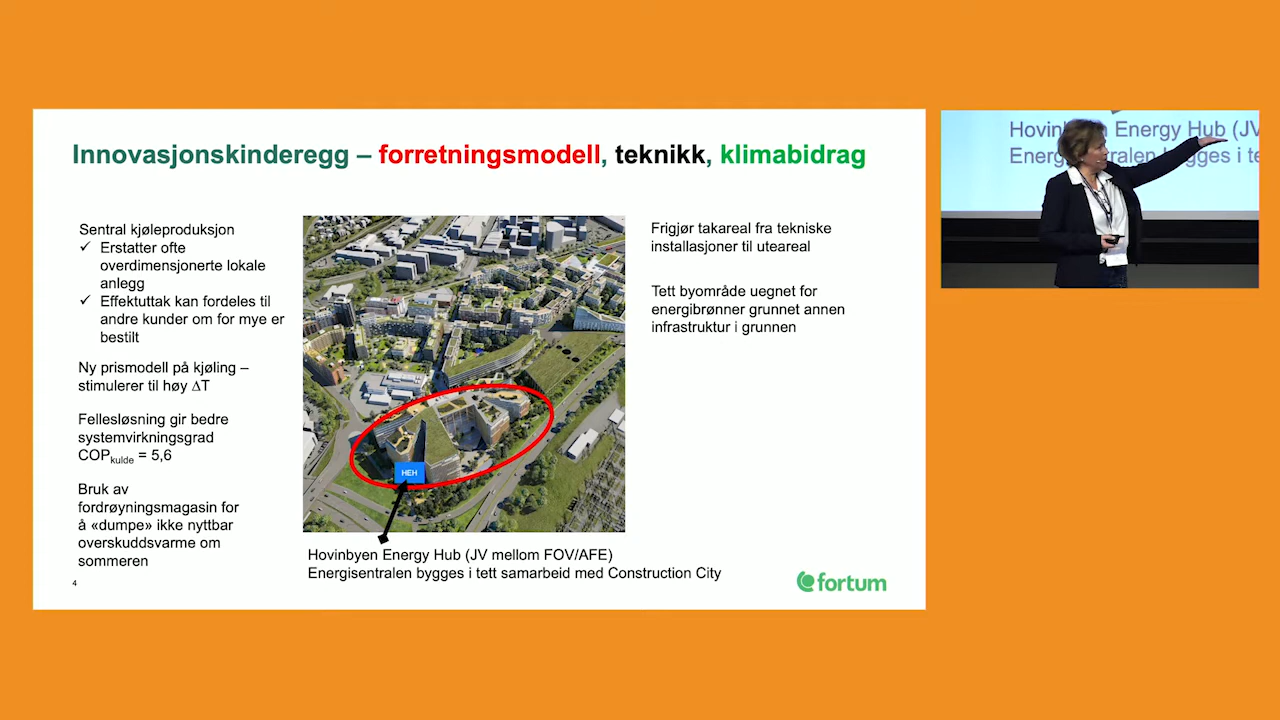 Innovasjonskinderegg – forretningsmodell, teknikk, klimabidrag
Sentral kjøleproduksjon
✓ Erstatter ofte
overdimensjonerte lokale
anlegg
✓ Effektuttak kan fordeles til
andre kunder om for mye er
bestilt
Ny prismodell på kjøling –
stimulerer til høy ΔT
Fellesløsning gir bedre
systemvirkningsgrad
COPkulde = 5,6
Bruk av
fordrøyningsmagasin for
å «dumpe» ikke nyttbar
overskuddsvarme om
sommeren
4
HEH
Hovinbyen Energy Hub (JV mellom FOV/AFE)
Energisentralen bygges i tett samarbeid med Construction City
Frigjør takareal fra tekniske
installasjoner til uteareal
Tett byområde uegnet for
energibrønner grunnet annen
infrastruktur i grunnen
fortum
Hovin Energy Hub (JV
Energ tralen bygges i te